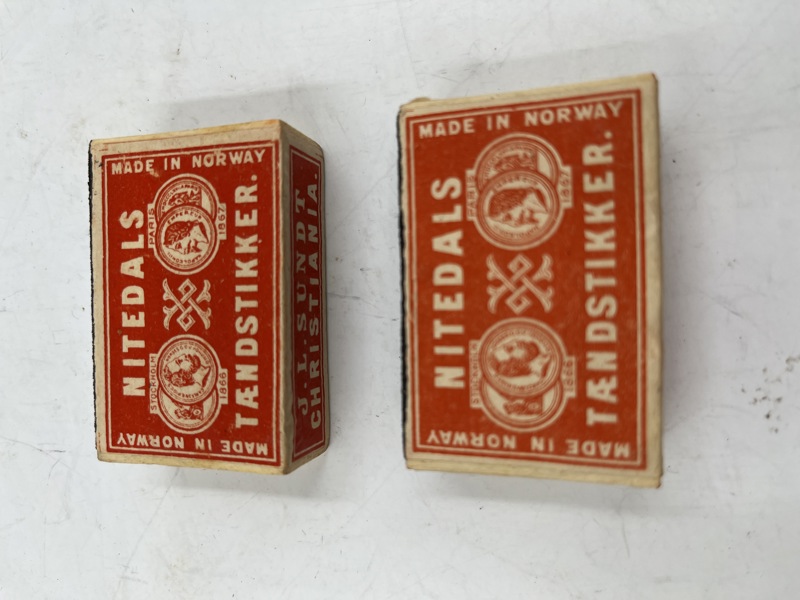 MADE IN NORWAY
NITEDALS
PARIS
1867
STOCKHOLM
1866
TÆNDSTIKKER.
MADE IN NORWAY
J.L.SUNDT
CHRISTIANIA.
MADE IN NORWAY
NITEDALS
PARIS
1867
STOCKHOLM
1866
TÆNDSTIKKER.
MADE IN NORWAY